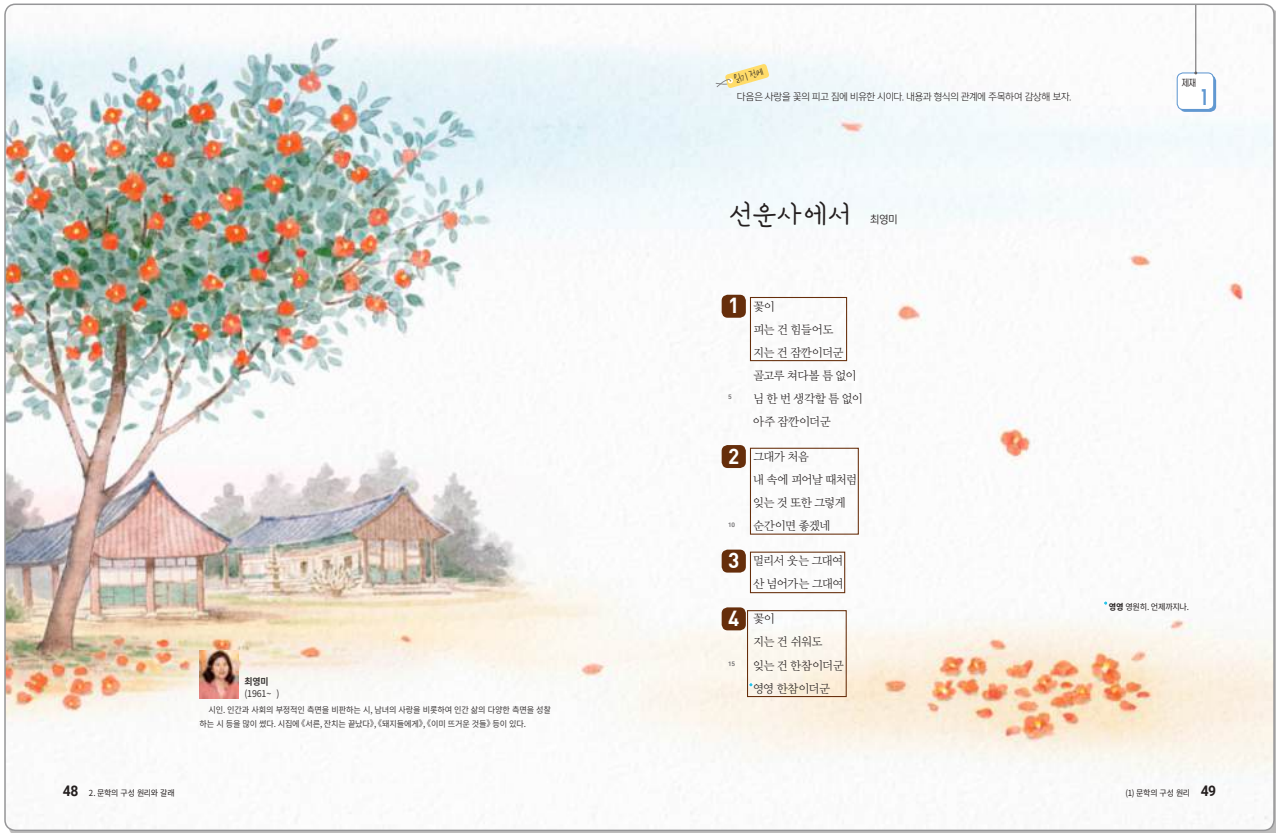 최영미
(1961~ )
시인. 인간과 사회의 부정적인 측면을 비판하는 시, 남녀의 사랑을 비롯하여 인간 삶의 다양한 측면을 성찰
하는 시 등을 많이 썼다. 시집에 《서른, 잔치는 끝났다》, 《돼지들에게》, 《이미 뜨거운 것들》 등이 있다.
48 2. 문학의 구성 원리와 갈래
읽기 전에
다음은 사랑을 꽃의 피고 짐에 비유한 시이다. 내용과 형식의 관계에 주목하여 감상해 보자.
제재
1
선운사에서 최영미
1 꽃이
피는 건 힘들어도
지는 건 잠깐이더군
골고루 쳐다볼 틈 없이
5 님 한 번 생각할 틈 없이
아주 잠깐이더군
2 그대가 처음
내 속에 피어날 때처럼
잊는 것 또한 그렇게
10 순간이면 좋겠네
3 멀리서 웃는 그대여
산 넘어가는 그대여
4 꽃이
지는 건 쉬워도
15 잊는 건 한참이더군
*영영 한참이더군
*영영 영원히. 언제까지나.
(1) 문학의 구성 원리 49